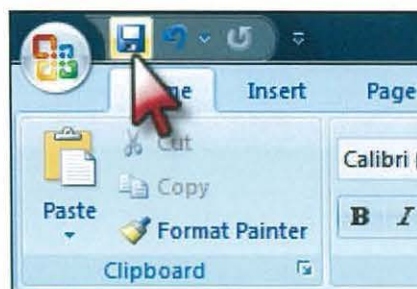 Insert Page
Cut
Calibri
Copy
Paste
B I
Format Painter
Clipboard